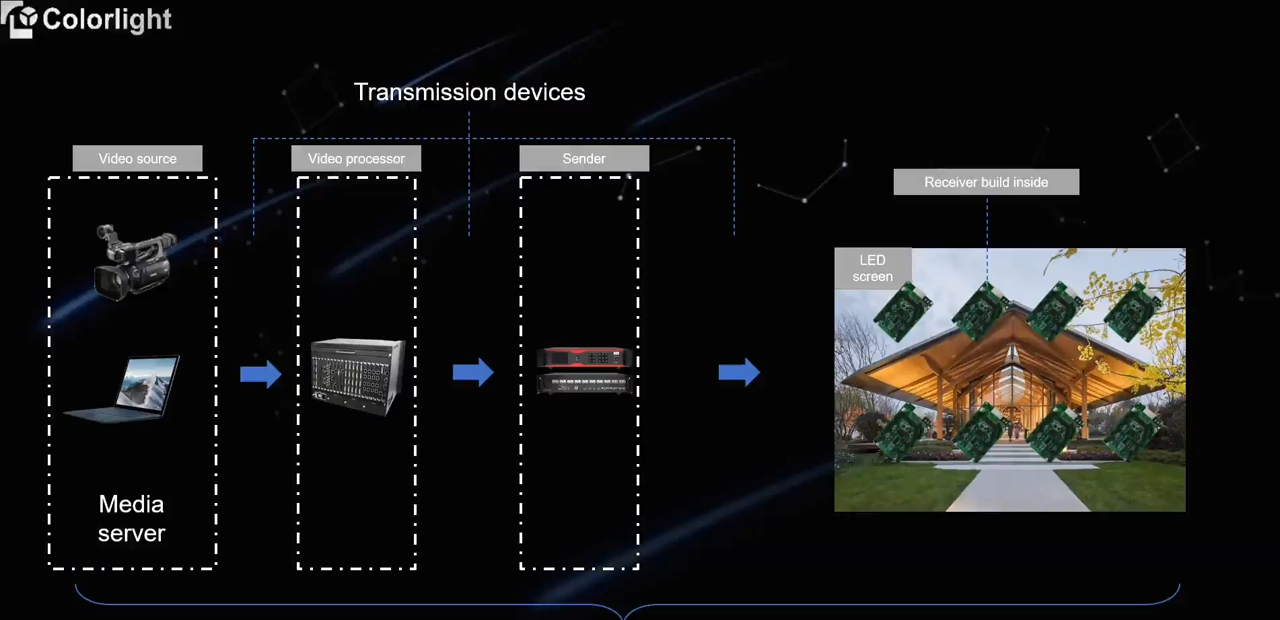 Colorlight
Transmission devices
Video source
Video processor
Sender
Receiver build inside
LED
screen
Media
server